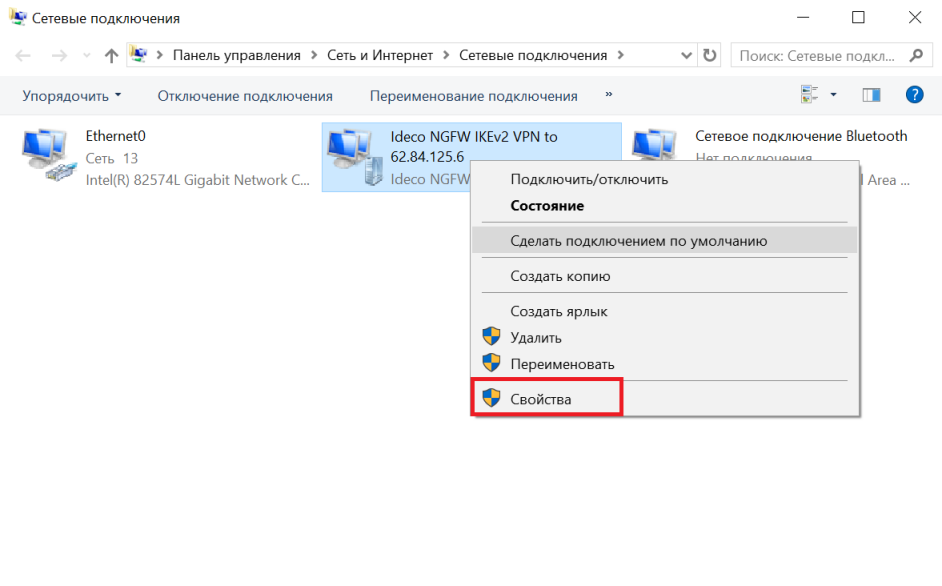 Сетевые подключения
Панель управления > Сеть и Интернет > Сетевые подключения >
Поиск: Сетевые подкл...
Упорядочить Отключение подключения Переименование подключения »
Ethernet0
Сеть 13
Intel(R) 82574L Gigabit Network C...
Ideco NGFW IKEv2 VPN to
62.84.125.6
Ideco NGFW
Сетевое подключение Bluetooth
Нет подключения
Area ...
Подключить/отключить
Состояние
Сделать подключением по умолчанию
Создать копию
Создать ярлык
Удалить
Переименовать
Свойства